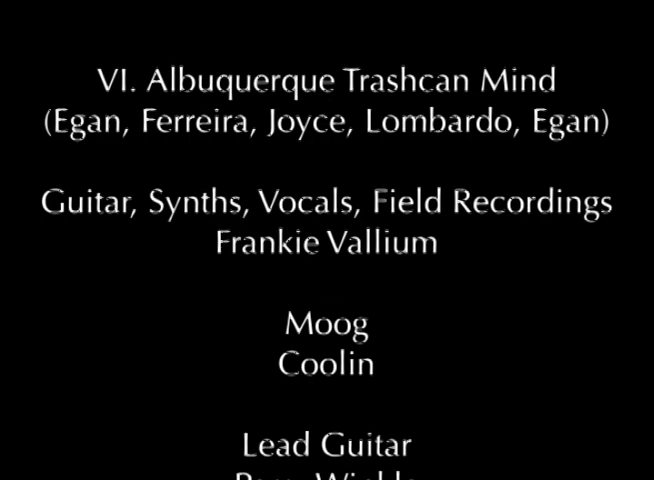 VI. Albuquerque Trashcan Mind
(Egan, Ferreira, Joyce, Lombardo, Egan)
Guitar, Synths, Vocals, Field Recordings
Frankie Vallium
Moog
Coolin
Lead Guitar